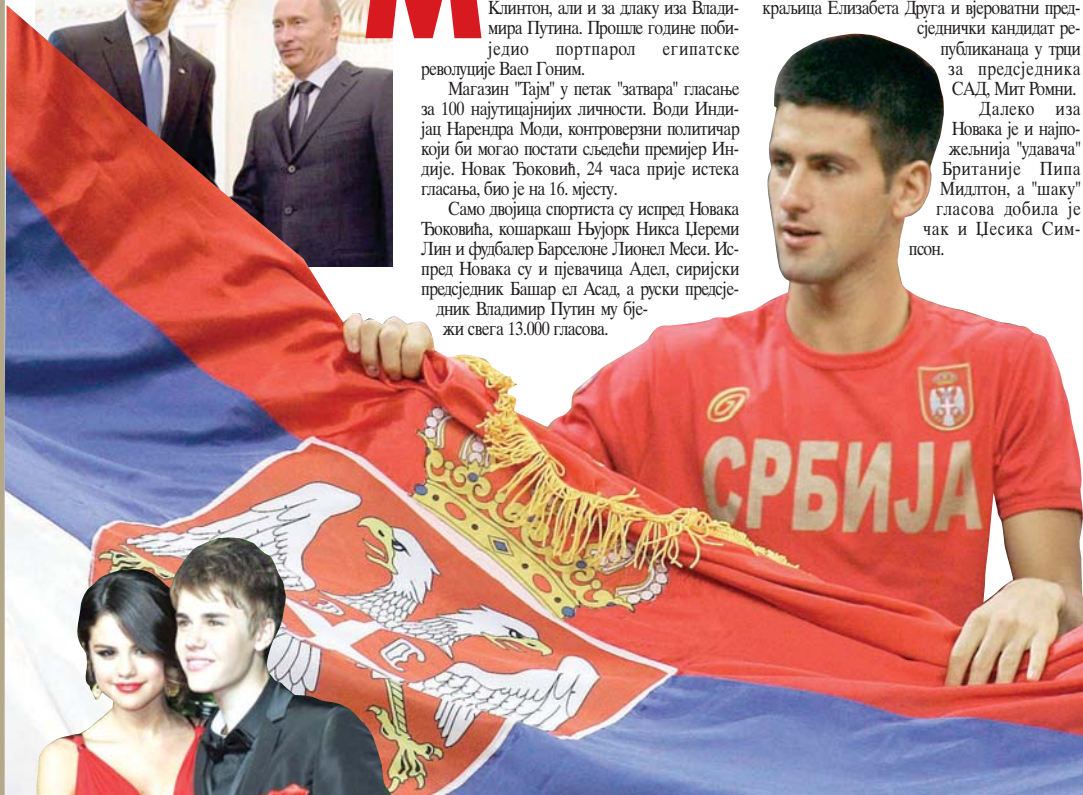 М
Клинтон, али и за длаку иза Влади-
мира Путина. Прошле године поби-
једио портпарол египатске
револуције Ваел Гоним.
Магазин "Тајм" у петак "затвара" гласање
за 100 најутицајнијих личности. Води Инди-
јац Нарендра Моди, контроверзни политичар
који би могао постати сљедећи премијер Ин-
дије. Новак Ђоковић, 24 часа прије истека
гласања, био је на 16. мјесту.
Само двојица спортиста су испред Новака
Ђоковића, кошаркаш Њујорк Никса Џереми
Лин и фудбалер Барселоне Лионел Меси. Ис-
пред Новака су и пјевачица Адел, сиријски
предсједник Башар ел Асад, а руски предсје-
дник Владимир Путин му бје-
жи свега 13.000 гласова.
краљица Елизабета Друга и вјероватни пред-
сједнички кандидат ре-
публиканаца у трци
за предсједника
САД, Мит Ромни.
Далеко иза
Новака је и најпо-
жељнија "удавача"
Британије Пипа
Мидлтон, а "шаку"
гласова добила је
чак и Џесика Сим-
псон.
СРБИЈА